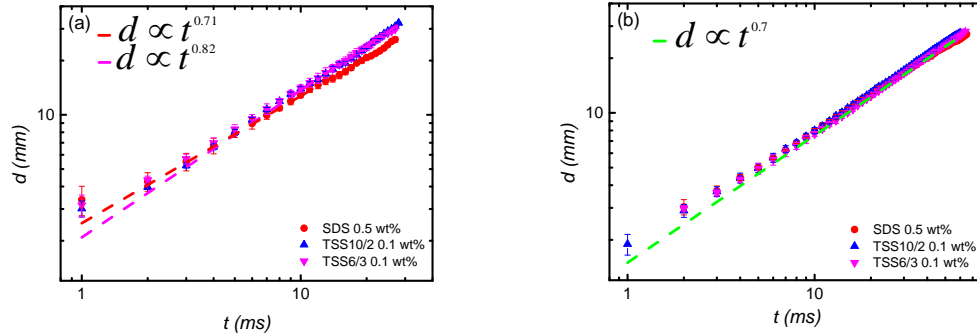 (a)
d ∝ t^0.71
d ∝ t^0.82
10
d (mm)
SDS 0.5 wt%
TSS10/2 0.1 wt%
TSS6/3 0.1 wt%
1 10
t (ms)
(b)
d ∝ t^0.7
10
d (mm)
SDS 0.5 wt%
TSS10/2 0.1 wt%
TSS6/3 0.1 wt%
1 10
t (ms)